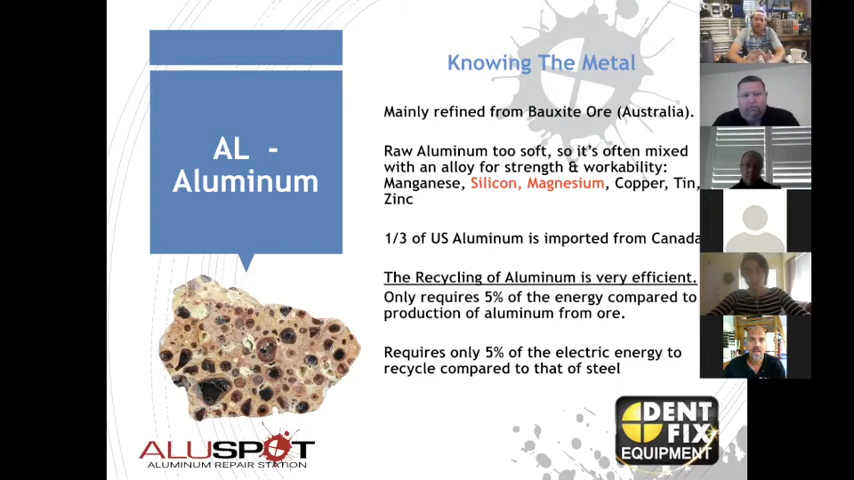 Knowing The Metal
AL -
Aluminum
Mainly refined from Bauxite Ore (Australia).
Raw Aluminum too soft, so it's often mixed
with an alloy for strength & workability:
Manganese, Silicon, Magnesium, Copper, Tin,
Zinc
1/3 of US Aluminum is imported from Canada
The Recycling of Aluminum is very efficient.
Only requires 5% of the energy compared to
production of aluminum from ore.
Requires only 5% of the electric energy to
recycle compared to that of steel
ALUSPOT
ALUMINUM REPAIR STATION
DENT
FIX
EQUIPMENT